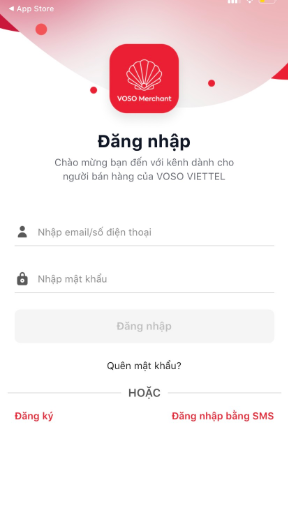 ◀ App Store
VOSO Merchant
Đăng nhập
Chào mừng bạn đến với kênh dành cho
người bán hàng của VOSO VIETTEL
Nhập email/số điện thoại
Nhập mật khẩu
Đăng nhập
Quên mật khẩu?
HOẶC
Đăng ký
Đăng nhập bằng SMS